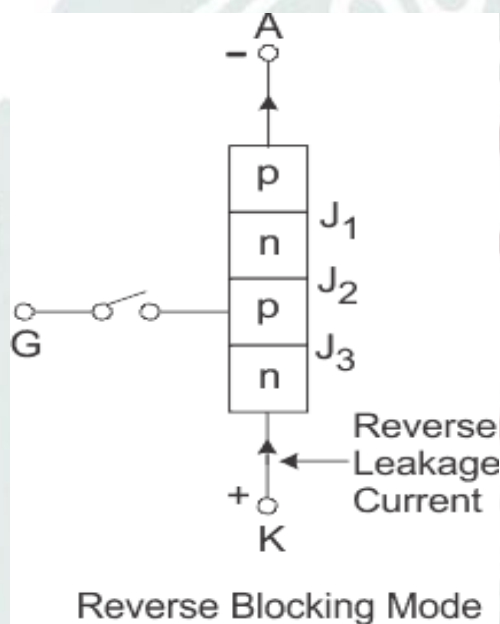 A
-
p
J1
n
J2
p
G
J3
n
Reverse
Leakage
Current
+
K
Reverse Blocking Mode